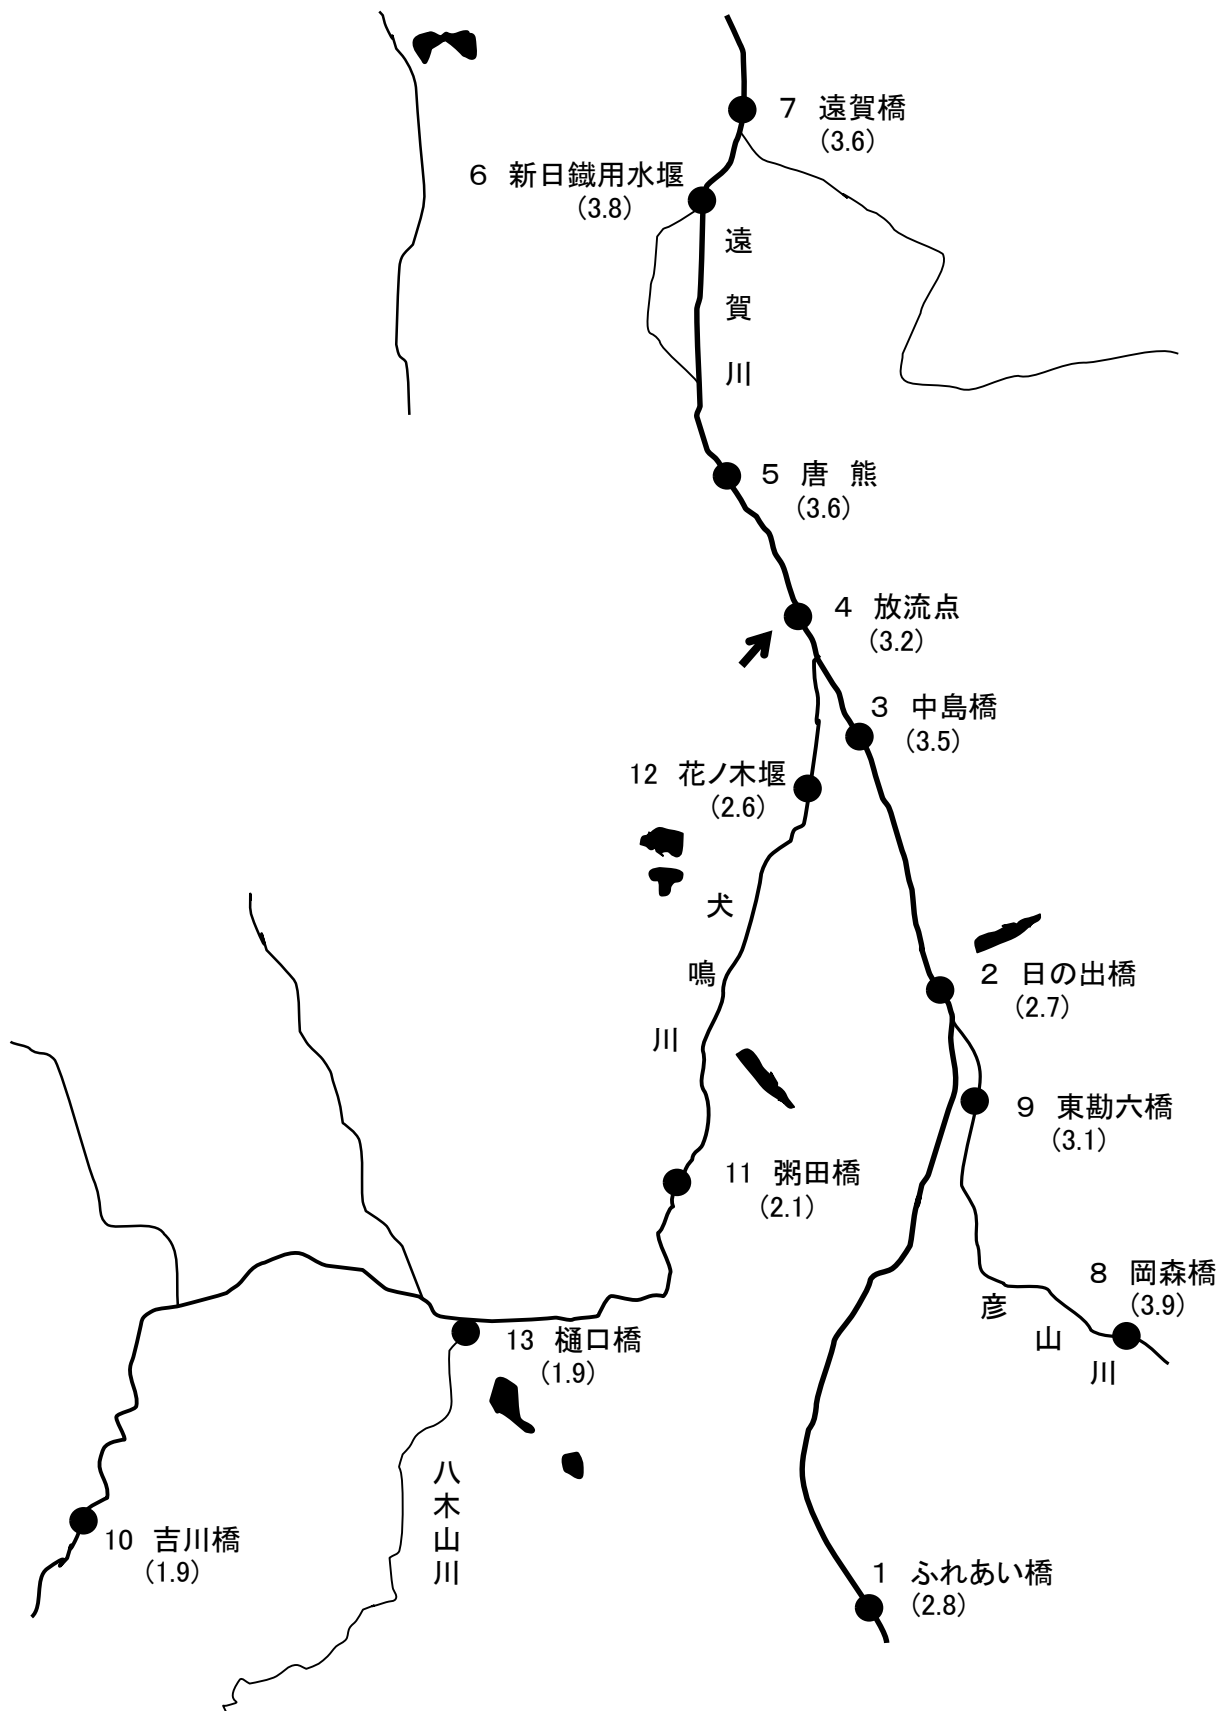 7 遠賀橋
(3.6)
6 新日鐵用水堰
(3.8)
遠賀川
5 唐 熊
(3.6)
4 放流点
(3.2)
3 中島橋
(3.5)
12 花ノ木堰
(2.6)
犬鳴川
2 日の出橋
(2.7)
9 東勘六橋
(3.1)
11 粥田橋
(2.1)
8 岡森橋
(3.9)
彦山川
13 樋口橋
(1.9)
八木山川
10 吉川橋
(1.9)
1 ふれあい橋
(2.8)